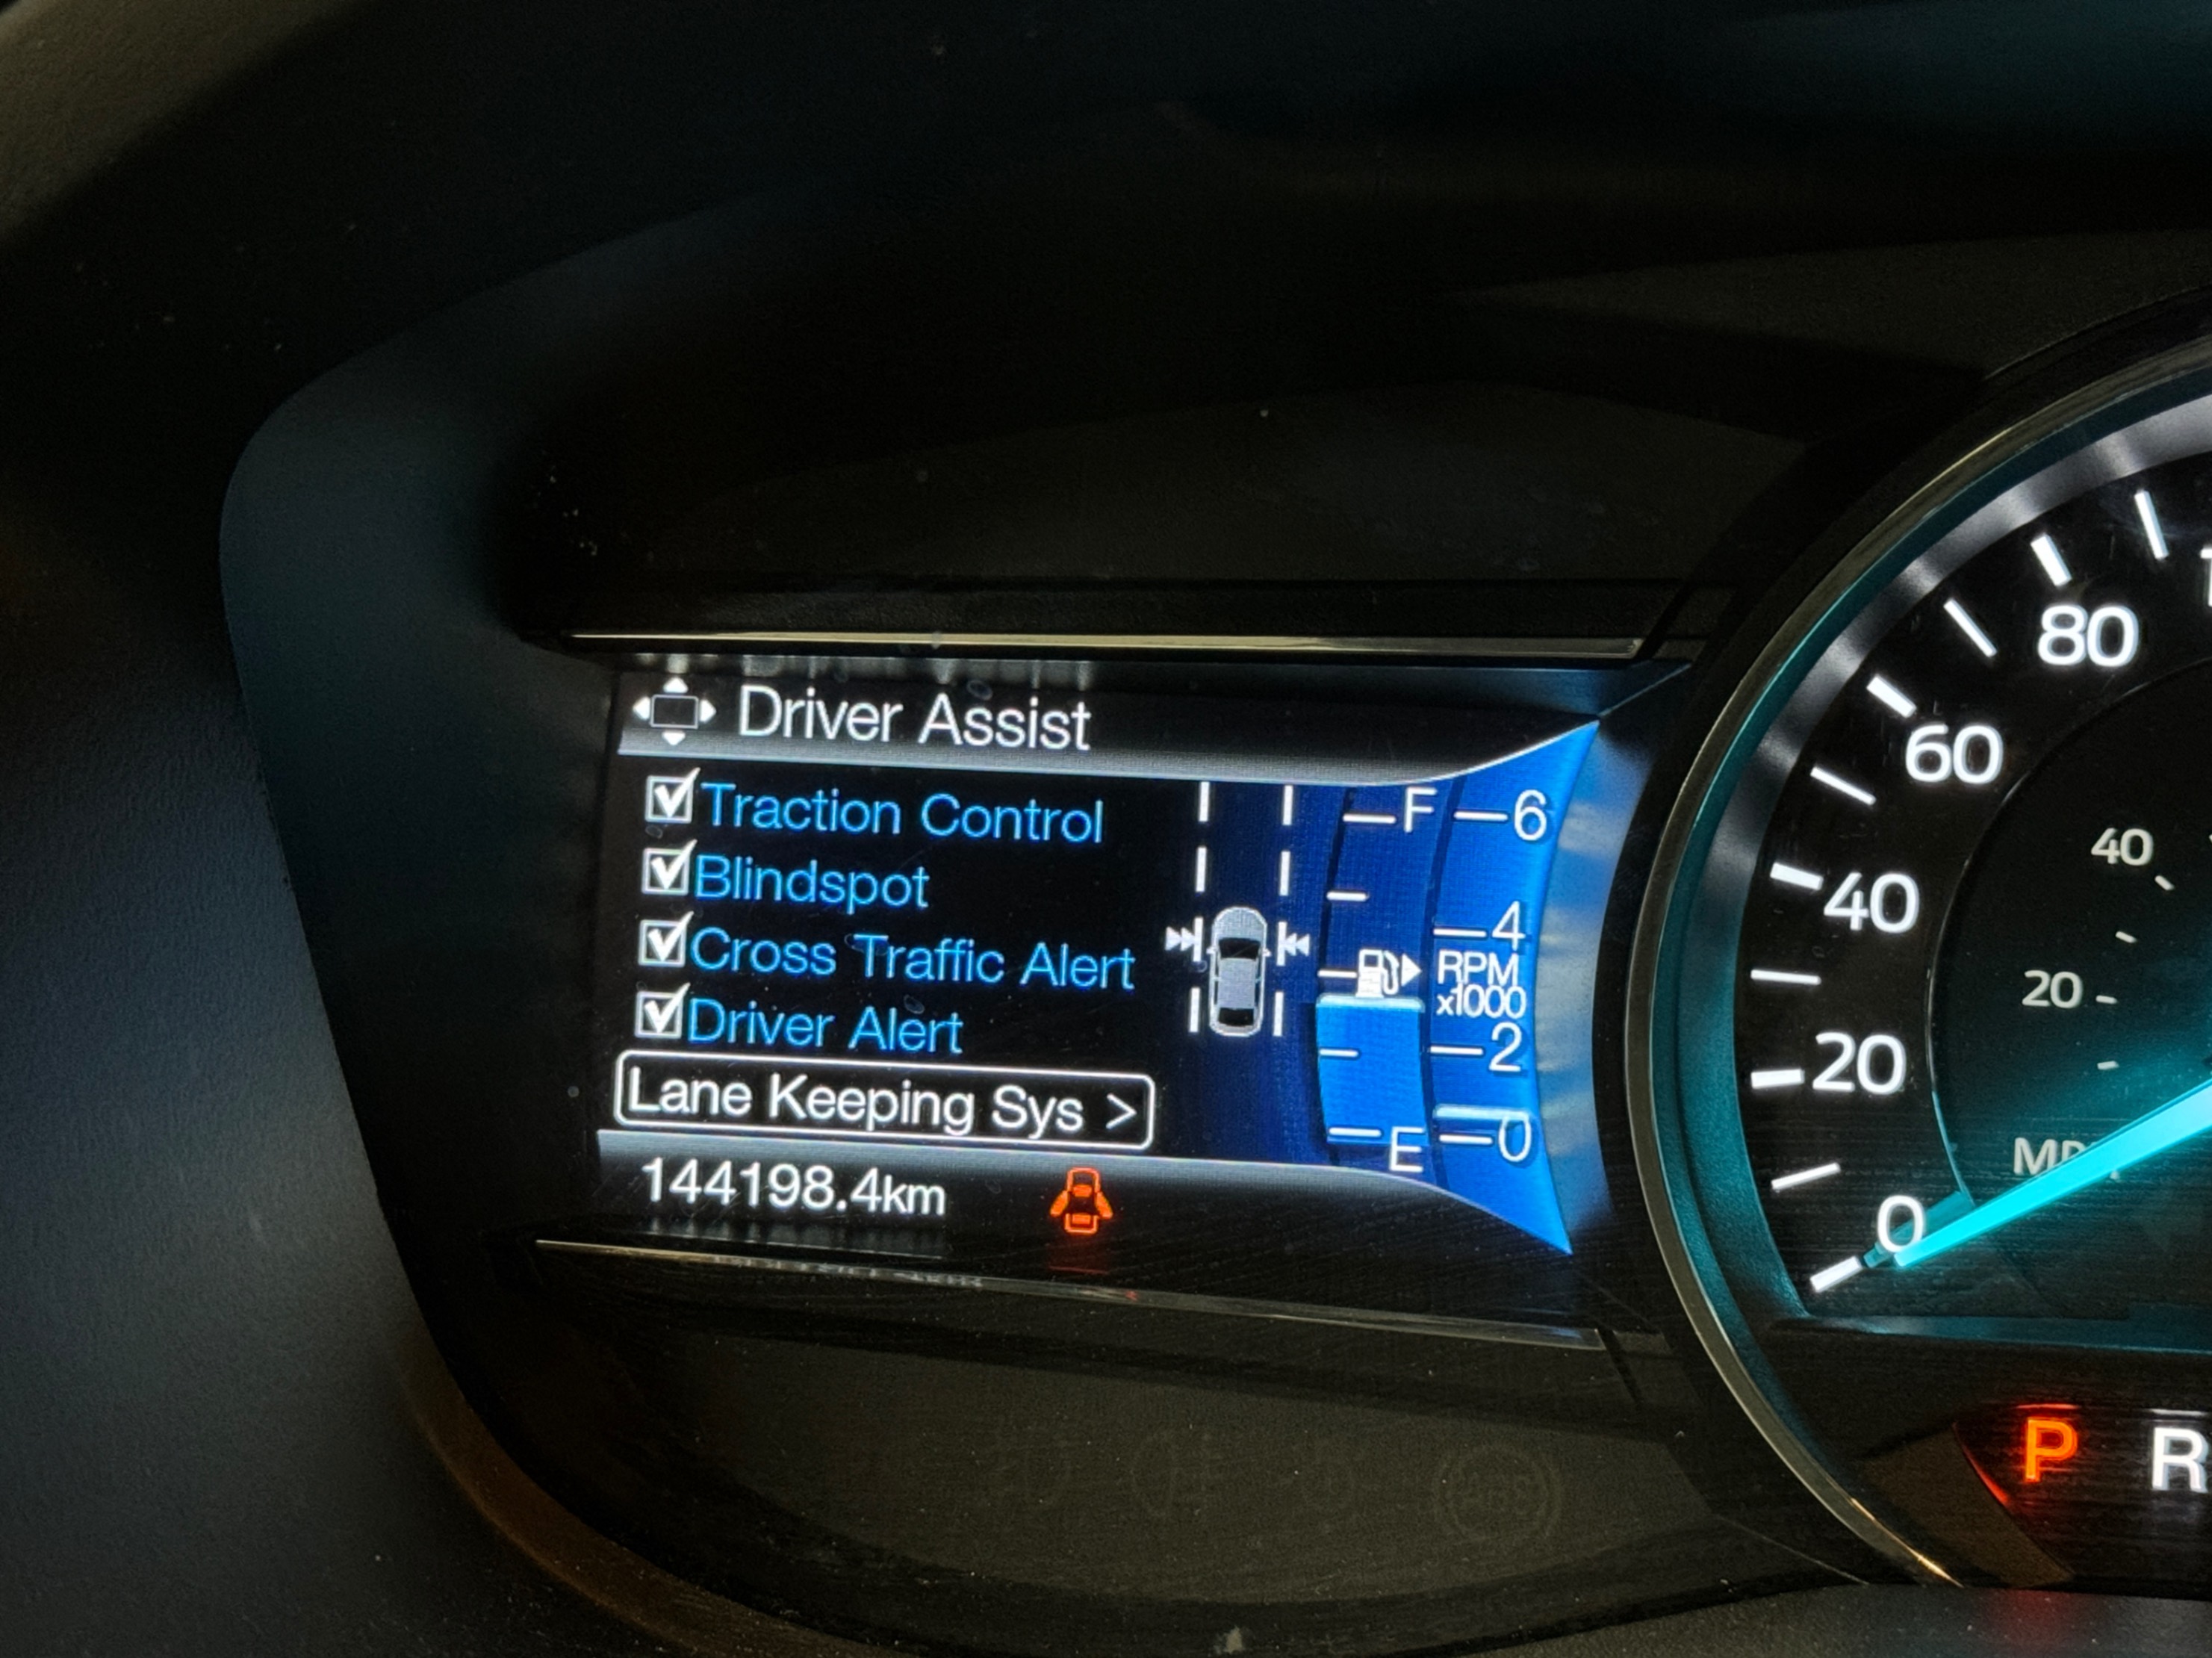 Driver Assist
Traction Control
Blindspot
Cross Traffic Alert
Driver Alert
Lane Keeping Sys >
144198.4km
F
E
6
4
RPM
x1000
2
0
80
60
40
20
0
40
20
P R